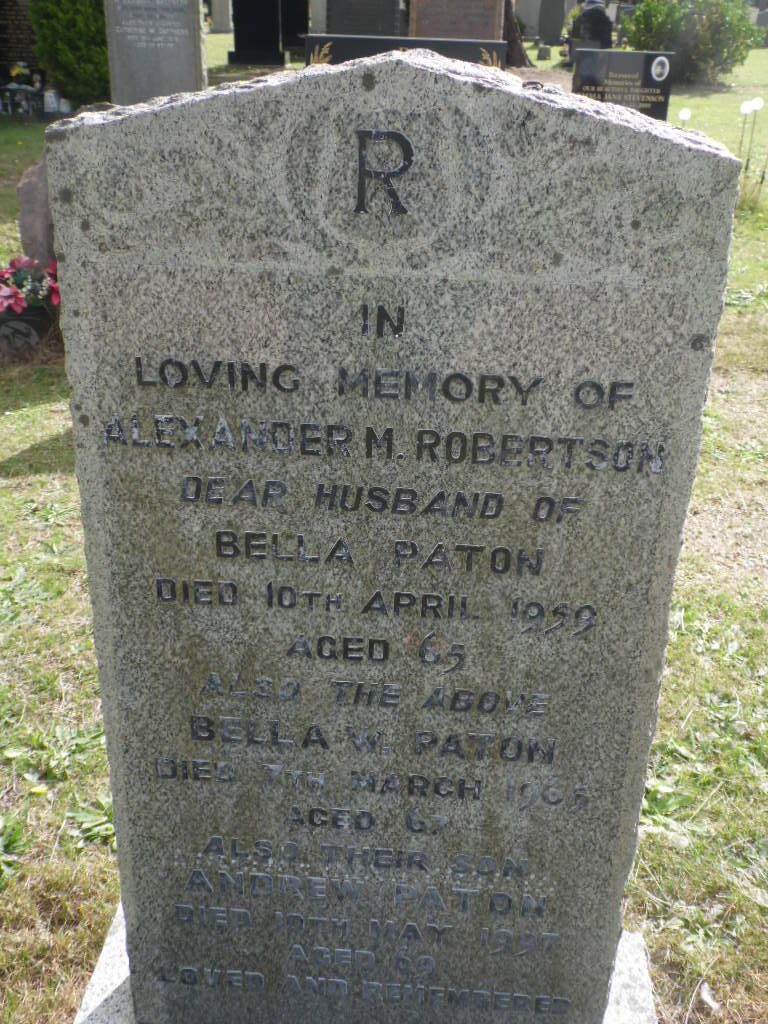 R
IN
LOVING MEMORY OF
ALEXANDER M. ROBERTSON
DEAR HUSBAND OF
BELLA PATON
DIED 10TH APRIL 1959
AGED 65
ALSO THE ABOVE
BELLA W. PATON
DIED 7TH MARCH 1965
AGED
ALSO THEIR SON
ANDREW PATON
DIED MAY 1997
AGED 69
LOVED AND REMEMBERED